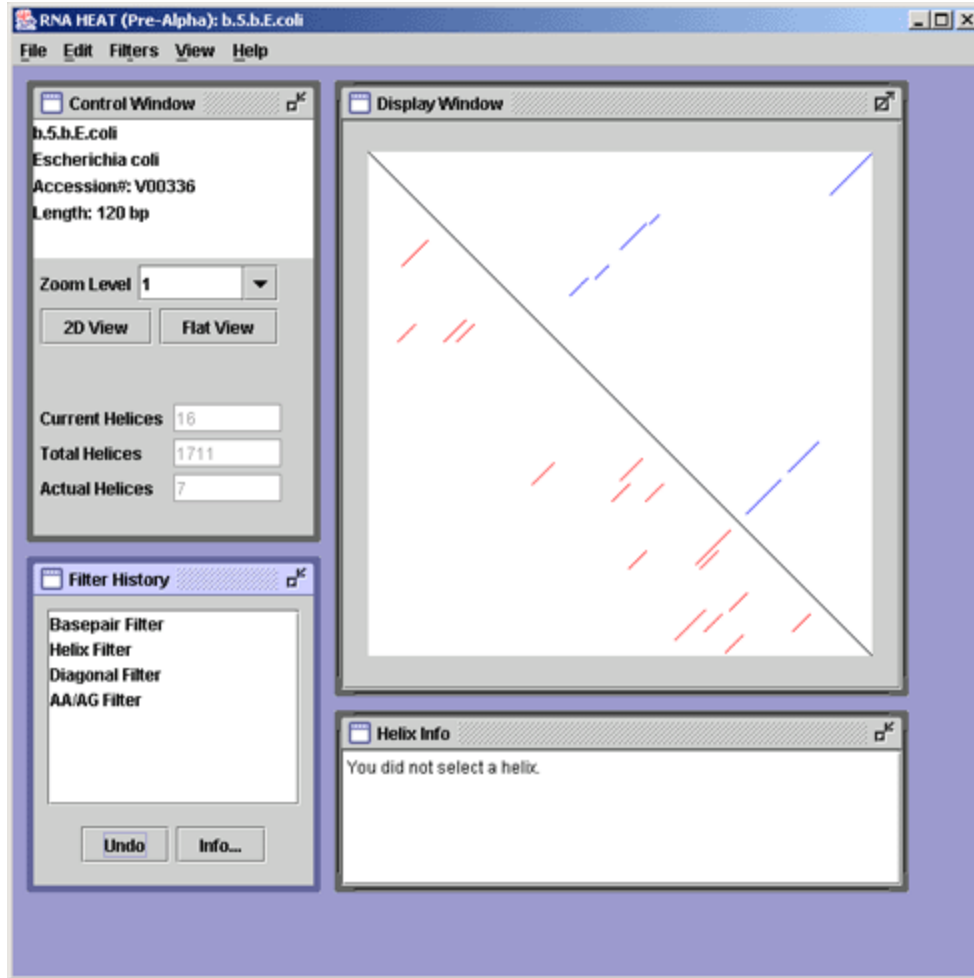 RNA HEAT (Pre-Alpha): b.5.b.E.coli
File Edit Filters View Help
Control Window
b.5.b.E.coli
Escherichia coli
Accession#: V00336
Length: 120 bp
Zoom Level 1
2D View Flat View
Current Helices 16
Total Helices 1711
Actual Helices 7
Filter History
Basepair Filter
Helix Filter
Diagonal Filter
AA/AG Filter
Undo Info...
Display Window
Helix Info
You did not select a helix.